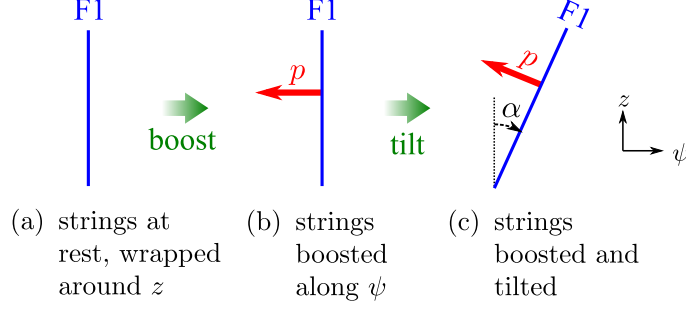 F1
F1
F1
p
p
α
z
ψ
boost
tilt
(a) strings at
rest, wrapped
around z
(b) strings
boosted
along ψ
(c) strings
boosted and
tilted